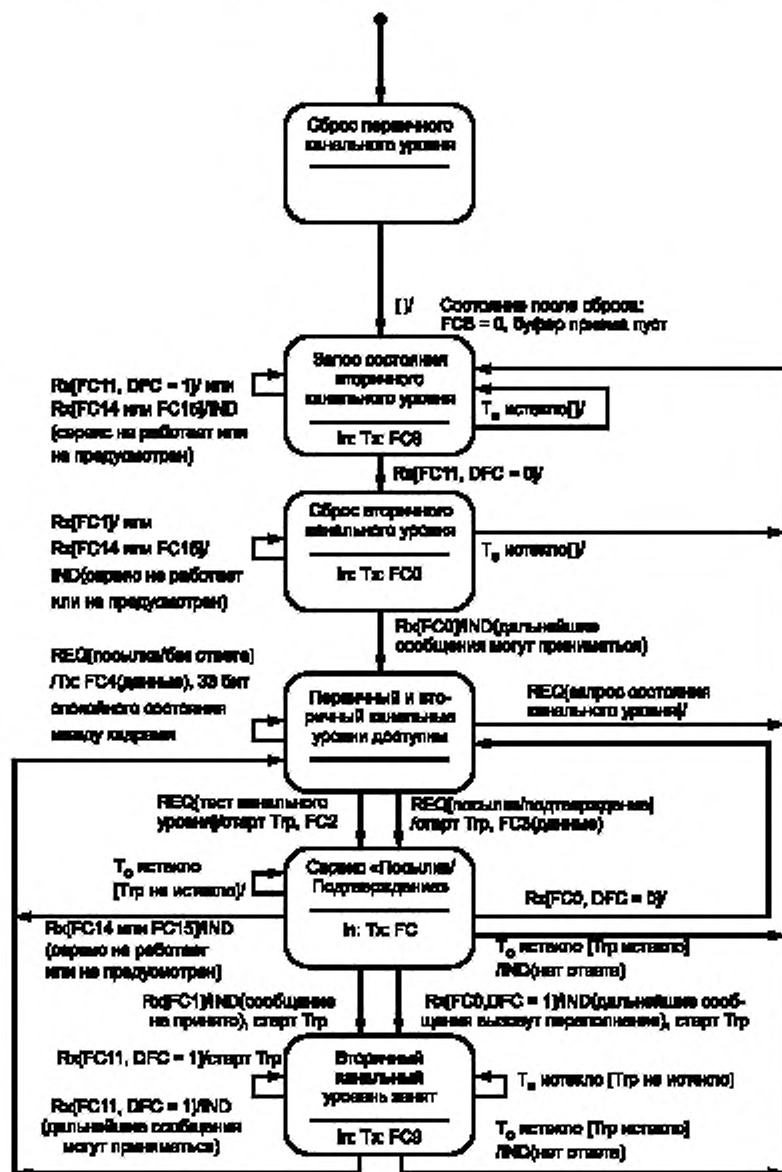 Сброс первичного
канального уровня
[ ]/
Состояние после сброса:
FCB = 0, буфер приема пуст
Запос состояния
вторичного
канального уровня
In: Tx: FC9
Rx[FC11, DFC = 1]/ или
Rx[FC14 или FC15]/IND
(сервис не работает или
не предусмотрен)
T₀ истекло[]/
Rx[FC11, DFC = 0]/
Сброс вторичного
канального уровня
In: Tx: FC0
Rx[FC1]/ или
Rx[FC14 или FC15]/
IND(сервис не работает
или не предусмотрен)
T₀ истекло[]/
Rx[FC0]/IND(дальнейшие
сообщения могут приниматься)
REQ[посылка/без ответа]
/Tx: FC4(данные), 33 бит
спокойного состояния
между кадрами
Первичный и вто-
ричный канальные
уровни доступны
REQ(запрос состояния
канального уровня)/
REQ[тест канального
уровня]/старт Trp, FC2
REQ[посылка/подтверждение]
/старт Trp, FC3(данные)
T₀ истекло
[Trp не истекло]/
Сервис «Посылка/
Подтверждение»
In: Tx: FC
Rx[FC0, DFC = 0]/
Rx[FC14 или FC15]/IND
(сервис не работает
или не предусмотрен)
T₀ истекло [Trp истекло]
/IND(нет ответа)
Rx[FC1]/IND(сообщение
не принято), старт Trp
Rx[FC0,DFC = 1]/IND(дальнейшие сооб-
щения вызовут переполнение), старт Trp
Rx[FC11, DFC = 1]/старт Trp
Вторичный
канальный
уровень занят
In: Tx: FC9
T₀ истекло [Trp не истекло]
Rx[FC11, DFC = 1]/IND
(дальнейшие сообщения
могут приниматься)
T₀ истекло [Trp истекло]
/IND(нет ответа)